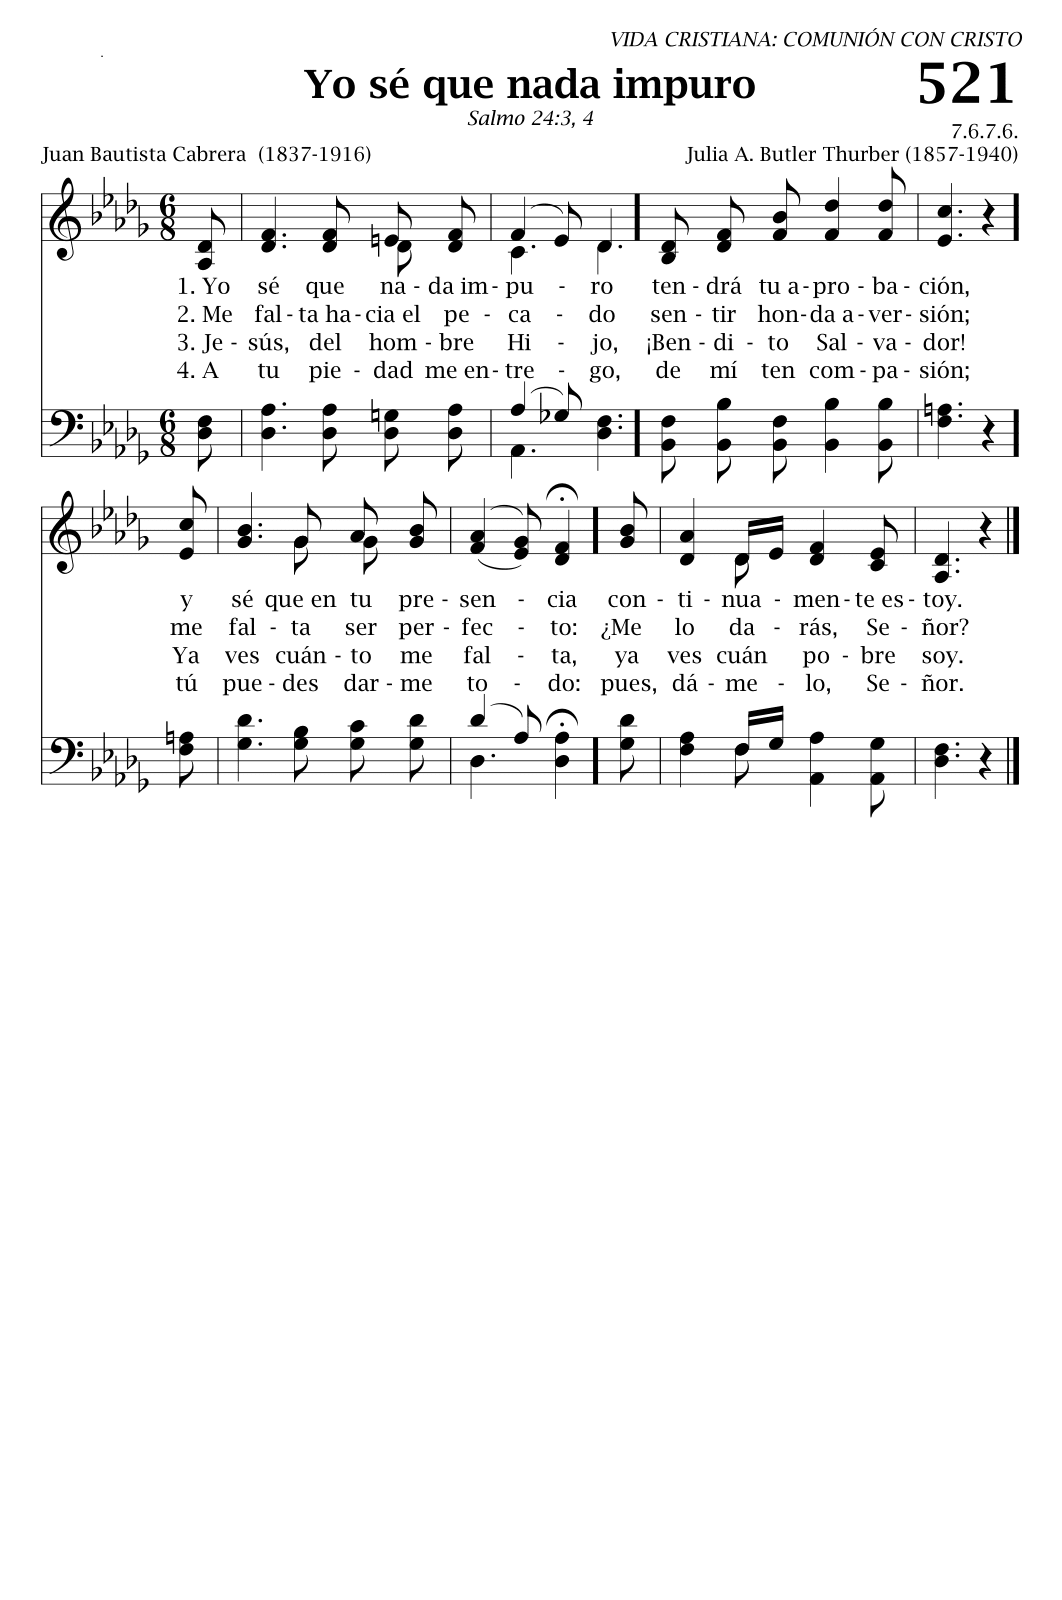 VIDA CRISTIANA: COMUNIÓN CON CRISTO
Yo sé que nada impuro
521
Salmo 24:3, 4
7.6.7.6.
Juan Bautista Cabrera (1837-1916)
Julia A. Butler Thurber (1857-1940)
1. Yo sé que na - da im - pu - ro ten - drá tu a - pro - ba - ción,
2. Me fal - ta ha - cia el pe - ca - do sen - tir hon - da a - ver - sión;
3. Je - sús, del hom - bre Hi - jo, ¡Ben - di - to Sal - va - dor!
4. A tu pie - dad me en - tre - go, de mí ten com - pa - sión;
y sé que en tu pre - sen - cia con - ti - nua - men - te es - toy.
me fal - ta ser per - fec - to: ¿Me lo da - rás, Se - ñor?
Ya ves cuán - to me fal - ta, ya ves cuán po - bre soy.
tú pue - des dar - me to - do: pues, dá - me - lo, Se - ñor.